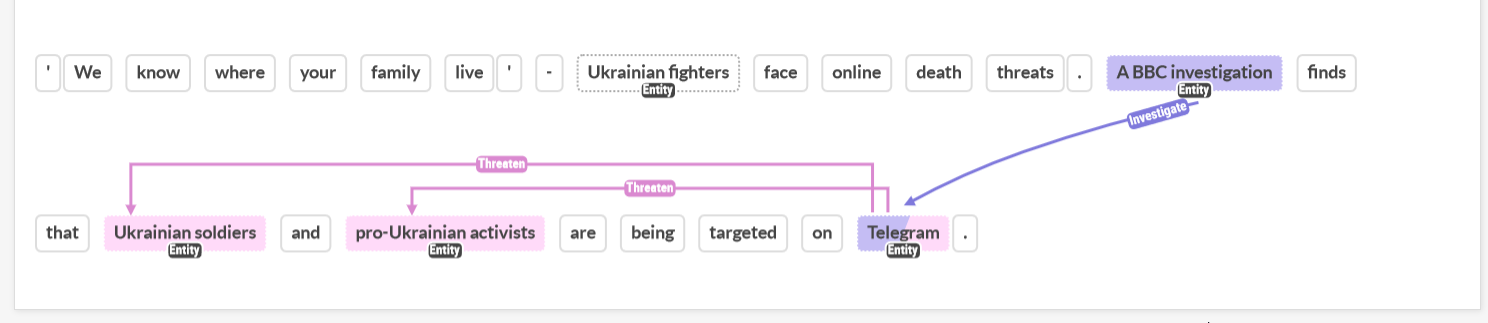 ' We know where your family live ' - Ukrainian fighters face online death threats . A BBC investigation finds
Entity Entity
Investigate
Threaten
Threaten
that Ukrainian soldiers and pro-Ukrainian activists are being targeted on Telegram .
Entity Entity Entity